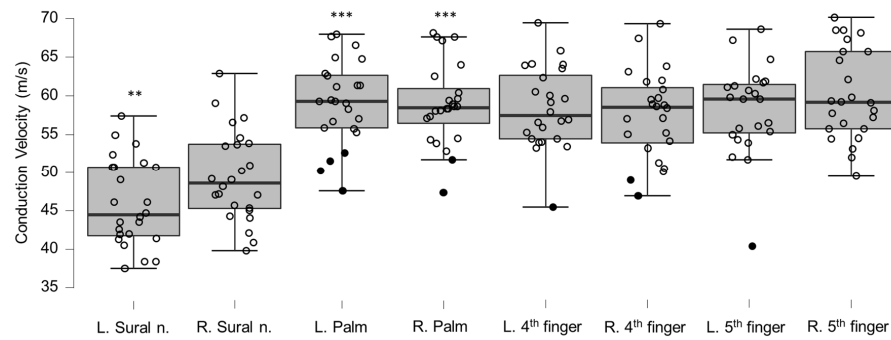 70
65
60
55
50
45
40
35
Conduction Velocity (m/s)
**
***
***
L. Sural n.
R. Sural n.
L. Palm
R. Palm
L. 4th finger
R. 4th finger
L. 5th finger
R. 5th finger